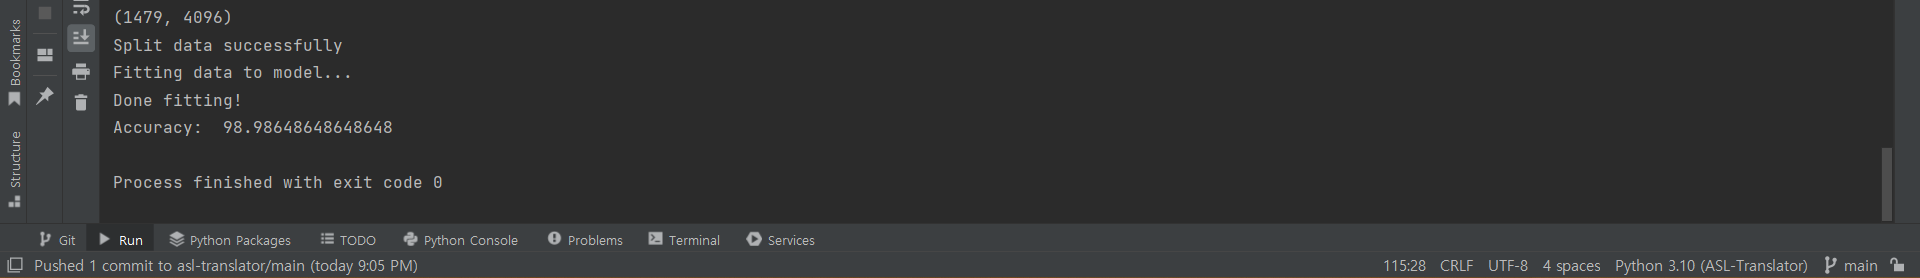 (1479, 4096)
Split data successfully
Fitting data to model...
Done fitting!
Accuracy:  98.98648648648648

Process finished with exit code 0
Bookmarks
Structure
Git Run Python Packages TODO Python Console Problems Terminal Services
Pushed 1 commit to asl-translator/main (today 9:05 PM) 115:28 CRLF UTF-8 4 spaces Python 3.10 (ASL-Translator) main